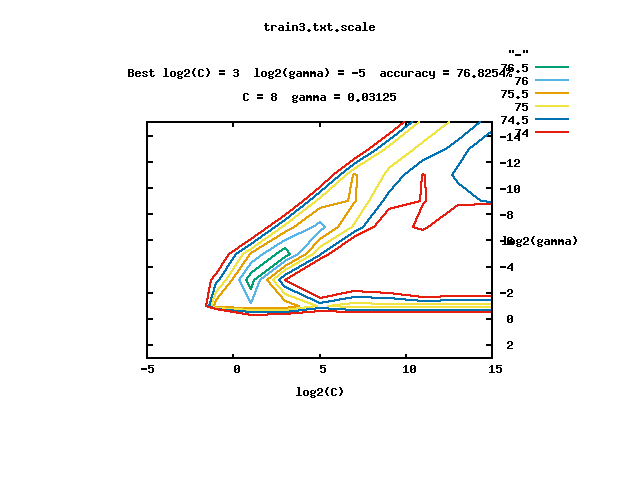 train3.txt.scale
"-"
76.5
Best log2(C) = 3 log2(gamma) = -5 accuracy = 76.8254%
76
C = 8 gamma = 0.03125
75.5
75
74.5
74
-14
-12
-10
-8
-6
log2(gamma)
-4
-2
0
2
-5 0 5 10 15
log2(C)